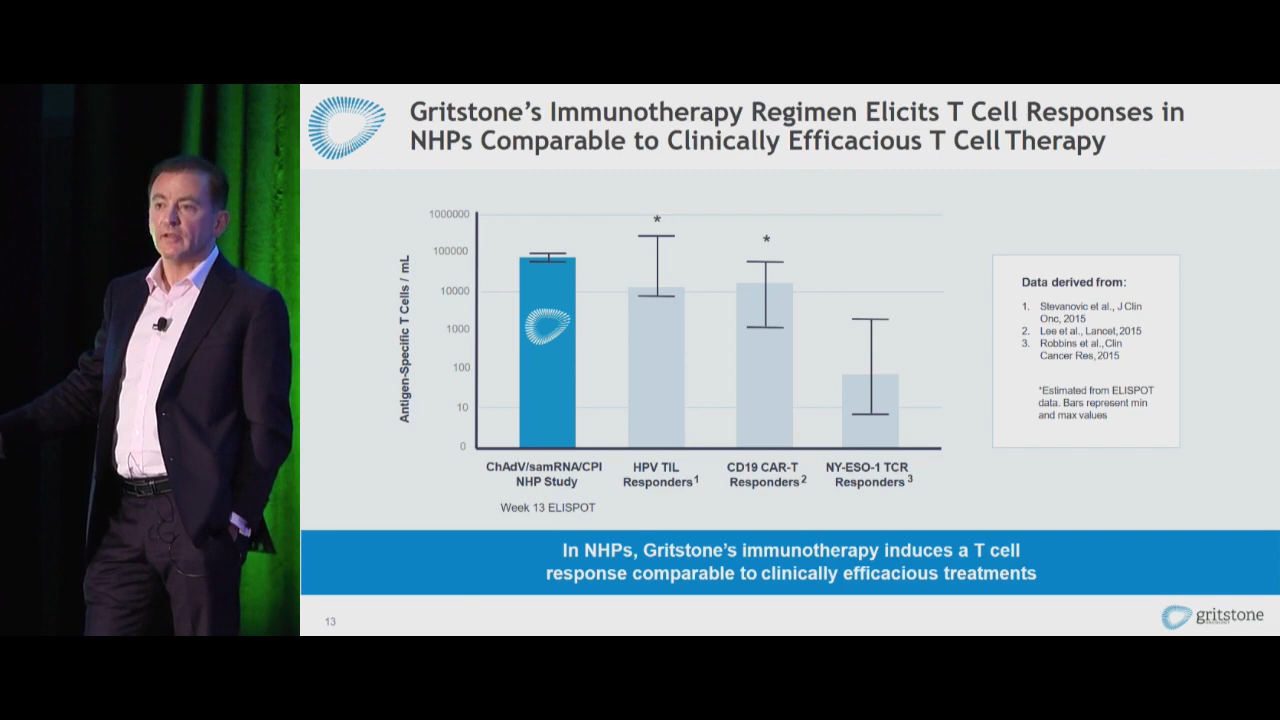 Gritstone's Immunotherapy Regimen Elicits T Cell Responses in
NHPs Comparable to Clinically Efficacious T Cell Therapy
Antigen-Specific T Cells / mL
1000000
100000
10000
1000
100
10
0
*
*
ChAdV/samRNA/CPI
NHP Study
Week 13 ELISPOT
HPV TIL
Responders1
CD19 CAR-T
Responders2
NY-ESO-1 TCR
Responders3
Data derived from:
1. Stevanovic et al., J Clin
Onc, 2015
2. Lee et al., Lancet, 2015
3. Robbins et al., Clin
Cancer Res, 2015
*Estimated from ELISPOT
data. Bars represent min
and max values
In NHPs, Gritstone's immunotherapy induces a T cell
response comparable to clinically efficacious treatments
13
gritstone